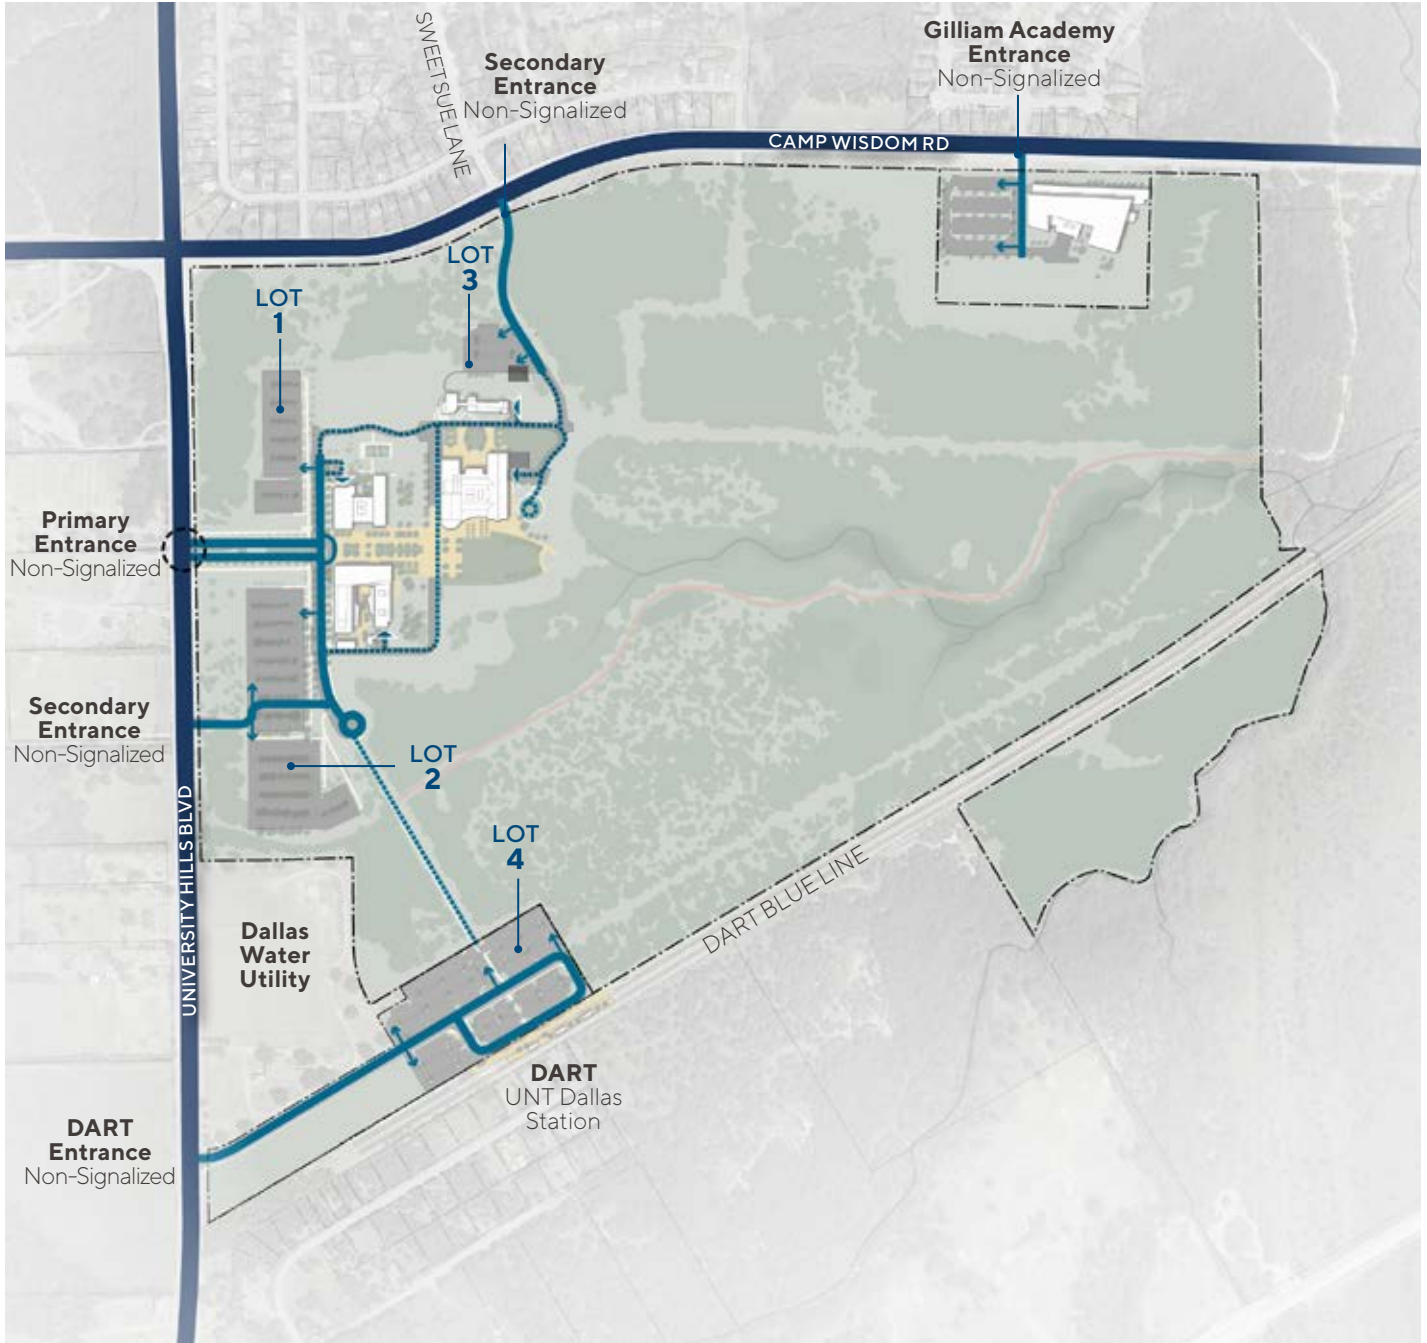 SWEET SUE LANE
Secondary
Entrance
Non-Signalized
Gilliam Academy
Entrance
Non-Signalized
CAMP WISDOM RD
LOT
3
LOT
1
Primary
Entrance
Non-Signalized
Secondary
Entrance
Non-Signalized
LOT
2
UNIVERSITY HILLS BLVD
LOT
4
DART BLUE LINE
Dallas
Water
Utility
DART
UNT Dallas
Station
DART
Entrance
Non-Signalized